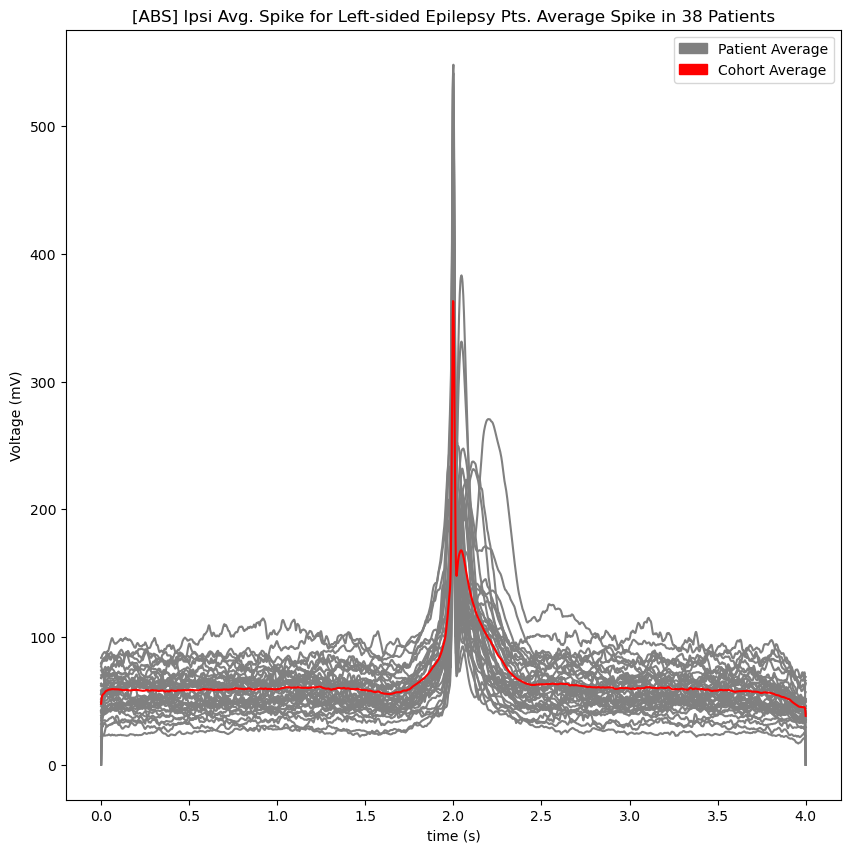 [ABS] Ipsi Avg. Spike for Left-sided Epilepsy Pts. Average Spike in 38 Patients
Patient Average
Cohort Average
500
400
300
200
100
0
Voltage (mV)
0.0 0.5 1.0 1.5 2.0 2.5 3.0 3.5 4.0
time (s)